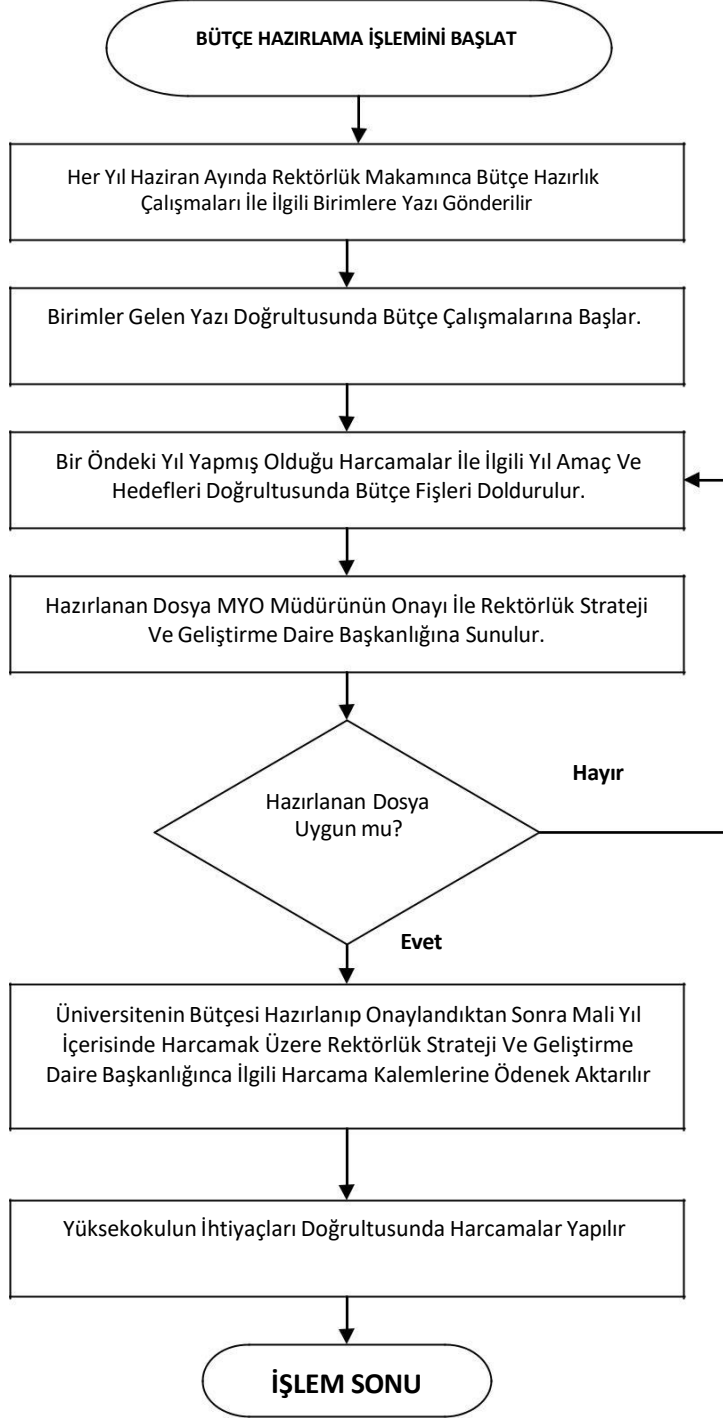 BÜTÇE HAZIRLAMA İŞLEMİNİ BAŞLAT
Her Yıl Haziran Ayında Rektörlük Makamınca Bütçe Hazırlık
Çalışmaları İle İlgili Birimlere Yazı Gönderilir
Birimler Gelen Yazı Doğrultusunda Bütçe Çalışmalarına Başlar.
Bir Öndeki Yıl Yapmış Olduğu Harcamalar İle İlgili Yıl Amaç Ve
Hedefleri Doğrultusunda Bütçe Fişleri Doldurulur.
Hazırlanan Dosya MYO Müdürünün Onayı İle Rektörlük Strateji
Ve Geliştirme Daire Başkanlığına Sunulur.
Hayır
Hazırlanan Dosya
Uygun mu?
Evet
Üniversitenin Bütçesi Hazırlanıp Onaylandıktan Sonra Mali Yıl
İçerisinde Harcamak Üzere Rektörlük Strateji Ve Geliştirme
Daire Başkanlığınca İlgili Harcama Kalemlerine Ödenek Aktarılır
Yüksekokulun İhtiyaçları Doğrultusunda Harcamalar Yapılır
İŞLEM SONU